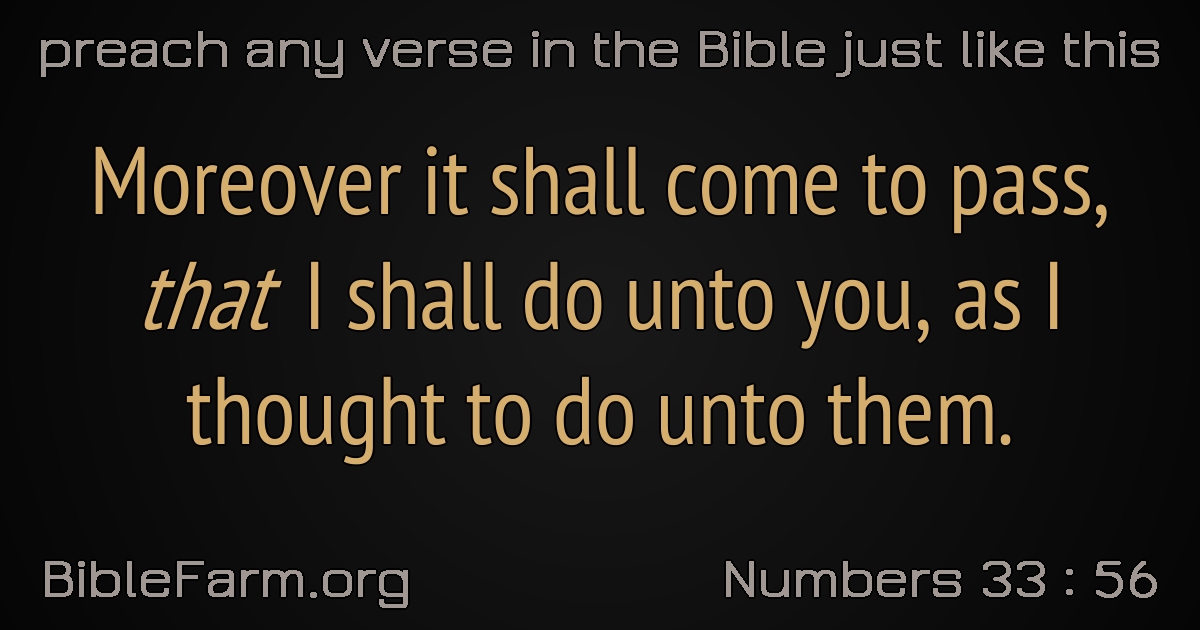 preach any verse in the Bible just like this
Moreover it shall come to pass,
that I shall do unto you, as I
thought to do unto them.
BibleFarm.org
Numbers 33 : 56